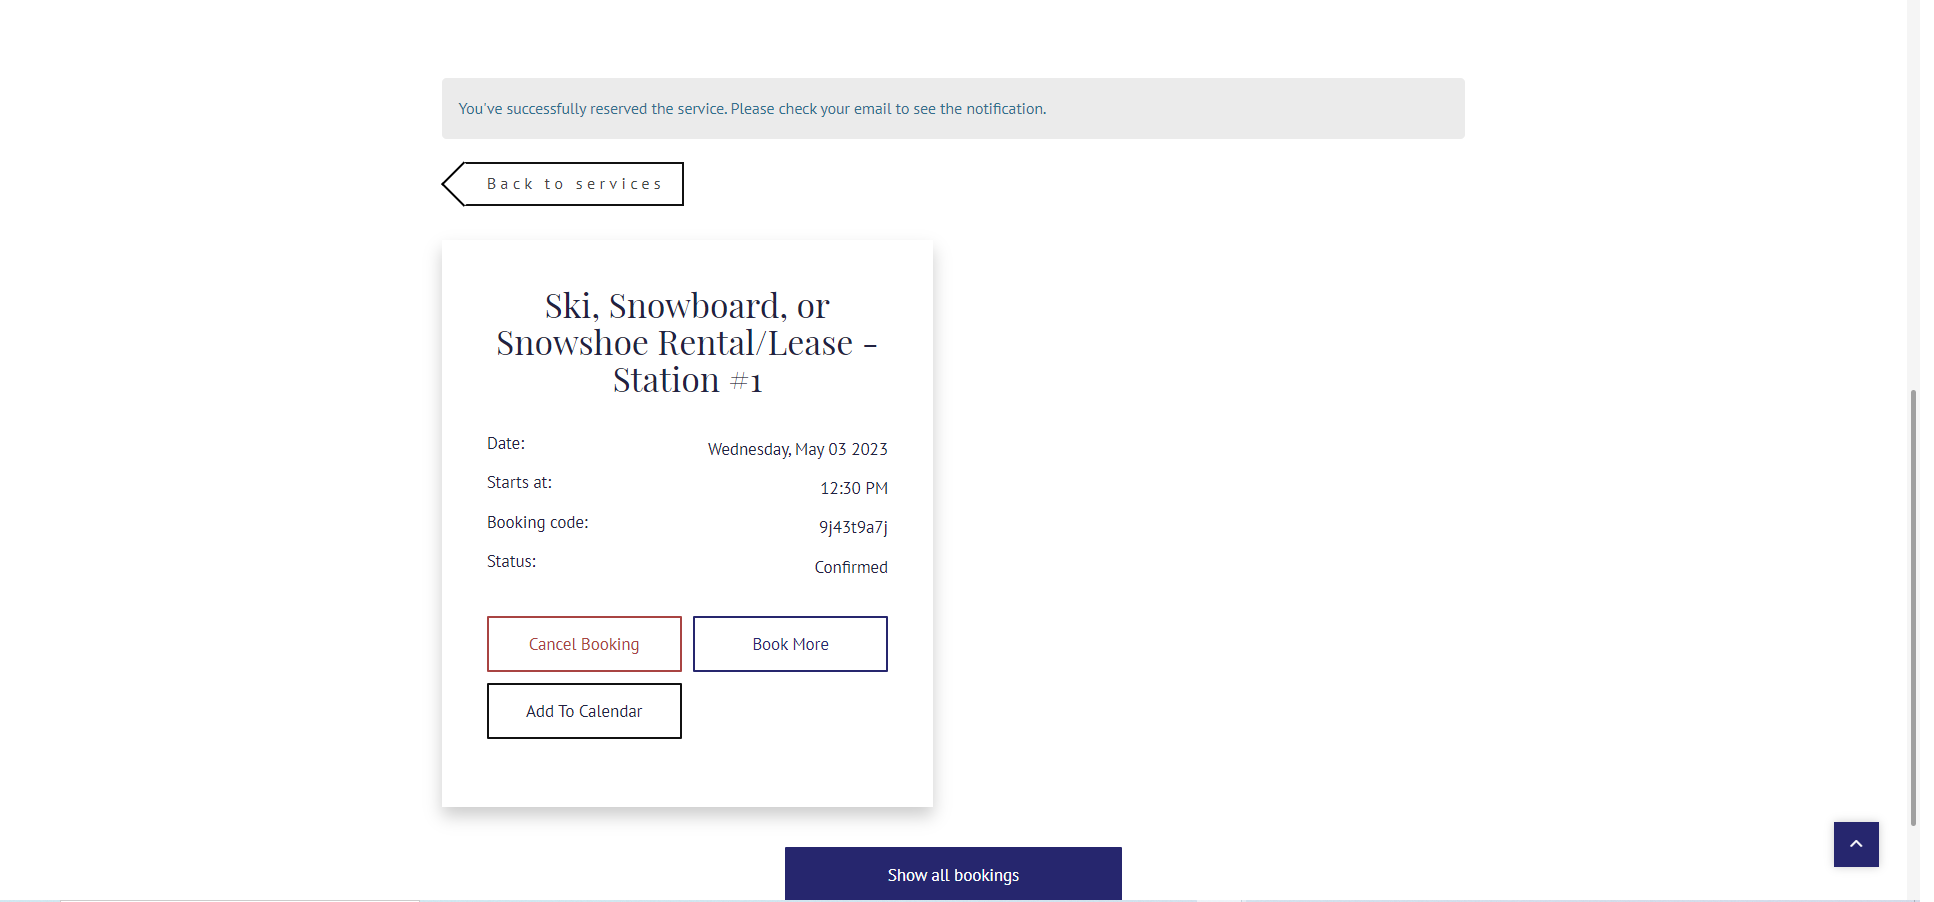 You've successfully reserved the service. Please check your email to see the notification.
Back to services
Ski, Snowboard, or
Snowshoe Rental/Lease -
Station #1
Date:
Wednesday, May 03 2023
Starts at:
12:30 PM
Booking code:
9j43t9a7j
Status:
Confirmed
Cancel Booking
Book More
Add To Calendar
Show all bookings